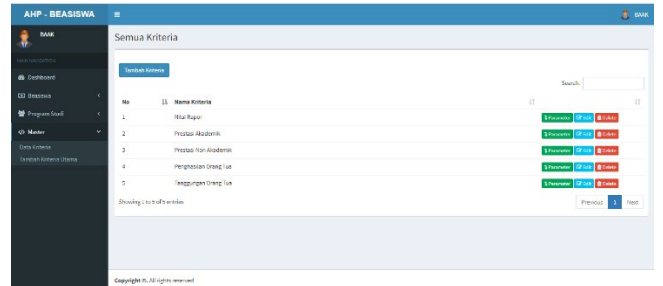 AHP - BEASISWA
BAAK
BAAK
MAIN NAVIGATION
Dashboard
Beasiswa
Program Studi
Master
Data Kriteria
Tambah Kriteria Utama
Semua Kriteria
Tambah Kriteria
Search:
No Nama Kriteria
1 Nilai Rapor Parameter Edit Delete
2 Prestasi Akademik Parameter Edit Delete
3 Prestasi Non Akademik Parameter Edit Delete
4 Penghasilan Orang Tua Parameter Edit Delete
5 Tanggungan Orang Tua Parameter Edit Delete
Showing 1 to 5 of 5 entries
Previous 1 Next
Copyright ©. All rights reserved